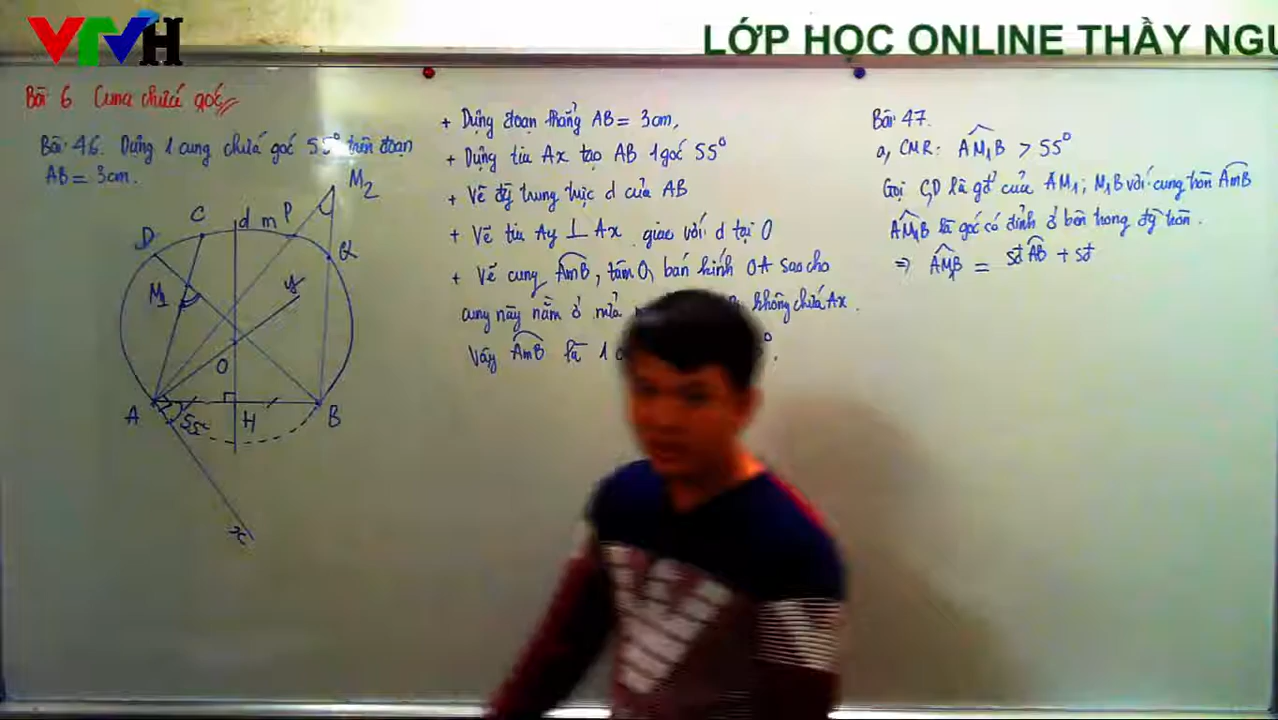 VTVH
LỚP HỌC ONLINE THẦY NGU
Bài 6 Cung chứa góc
Bài 46. Dựng 1 cung chứa góc 55° trên đoạn
AB = 3cm.
M2
C d m P
D Q
M1 y
O
A 55° H B
x
+ Dựng đoạn thẳng AB = 3cm,
+ Dựng tia Ax tạo AB 1 góc 55°
+ Vẽ đg trung trực d của AB
+ Vẽ tia Ay ⊥ Ax giao với d tại O
+ Vẽ cung AmB, tâm O, bán kính OA sao cho
cung này nằm ở nửa không chứa Ax.
Vậy AmB là 1
Bài 47.
a, CMR: AM1B > 55°
Gọi C,D là gđ của AM1; M1B với cung tròn AmB
AM1B là góc có đỉnh ở bên trong đg tròn.
⇒ AM1B = sđ AB + sđ